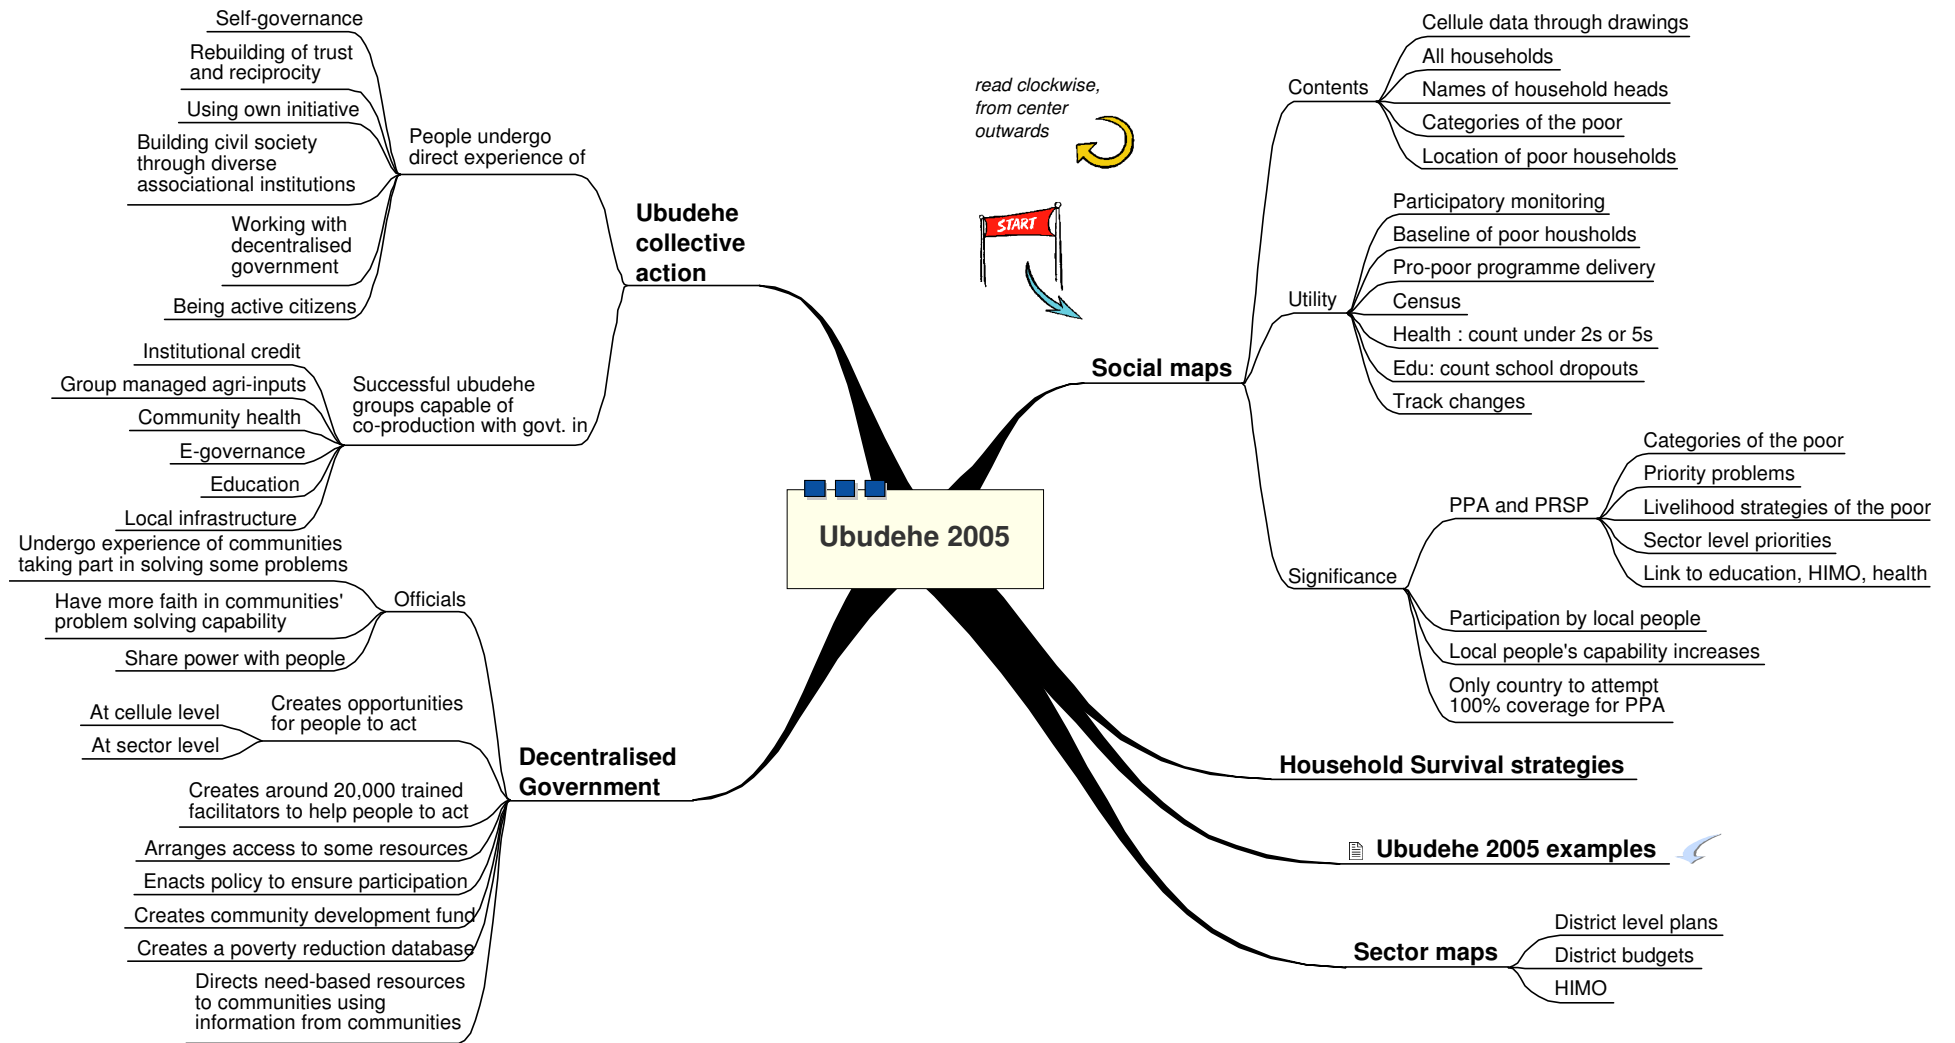 read clockwise,
from center
outwards
START
Ubudehe 2005
Social maps
Contents
Cellule data through drawings
All households
Names of household heads
Categories of the poor
Location of poor households
Utility
Participatory monitoring
Baseline of poor housholds
Pro-poor programme delivery
Census
Health : count under 2s or 5s
Edu: count school dropouts
Track changes
Significance
PPA and PRSP
Categories of the poor
Priority problems
Livelihood strategies of the poor
Sector level priorities
Link to education, HIMO, health
Participation by local people
Local people's capability increases
Only country to attempt
100% coverage for PPA
Household Survival strategies
Ubudehe 2005 examples
Sector maps
District level plans
District budgets
HIMO
Decentralised
Government
Officials
Undergo experience of communities
taking part in solving some problems
Have more faith in communities'
problem solving capability
Share power with people
Creates opportunities
for people to act
At cellule level
At sector level
Creates around 20,000 trained
facilitators to help people to act
Arranges access to some resources
Enacts policy to ensure participation
Creates community development fund
Creates a poverty reduction database
Directs need-based resources
to communities using
information from communities
Ubudehe
collective
action
People undergo
direct experience of
Self-governance
Rebuilding of trust
and reciprocity
Using own initiative
Building civil society
through diverse
associational institutions
Working with
decentralised
government
Being active citizens
Successful ubudehe
groups capable of
co-production with govt. in
Institutional credit
Group managed agri-inputs
Community health
E-governance
Education
Local infrastructure